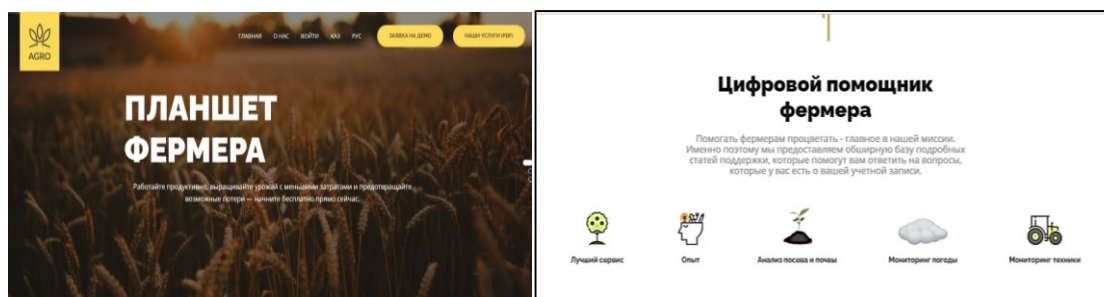 AGRO
ГЛАВНАЯ О НАС ВОЙТИ КАЗ РУС ЗАЯВКА НА ДЕМО НАШИ УСЛУГИ (PDF)
ПЛАНШЕТ
ФЕРМЕРА
Работайте продуктивно, выращивайте урожай с меньшими затратами и предотвращайте
возможные потери — начните бесплатно прямо сейчас.
Цифровой помощник
фермера
Помогать фермерам процветать - главное в нашей миссии.
Именно поэтому мы предоставляем обширную базу подробных
статей поддержки, которые помогут вам ответить на вопросы,
которые у вас есть о вашей учетной записи.
Лучший сервис
Опыт
Анализ посева и почвы
Мониторинг погоды
Мониторинг техники